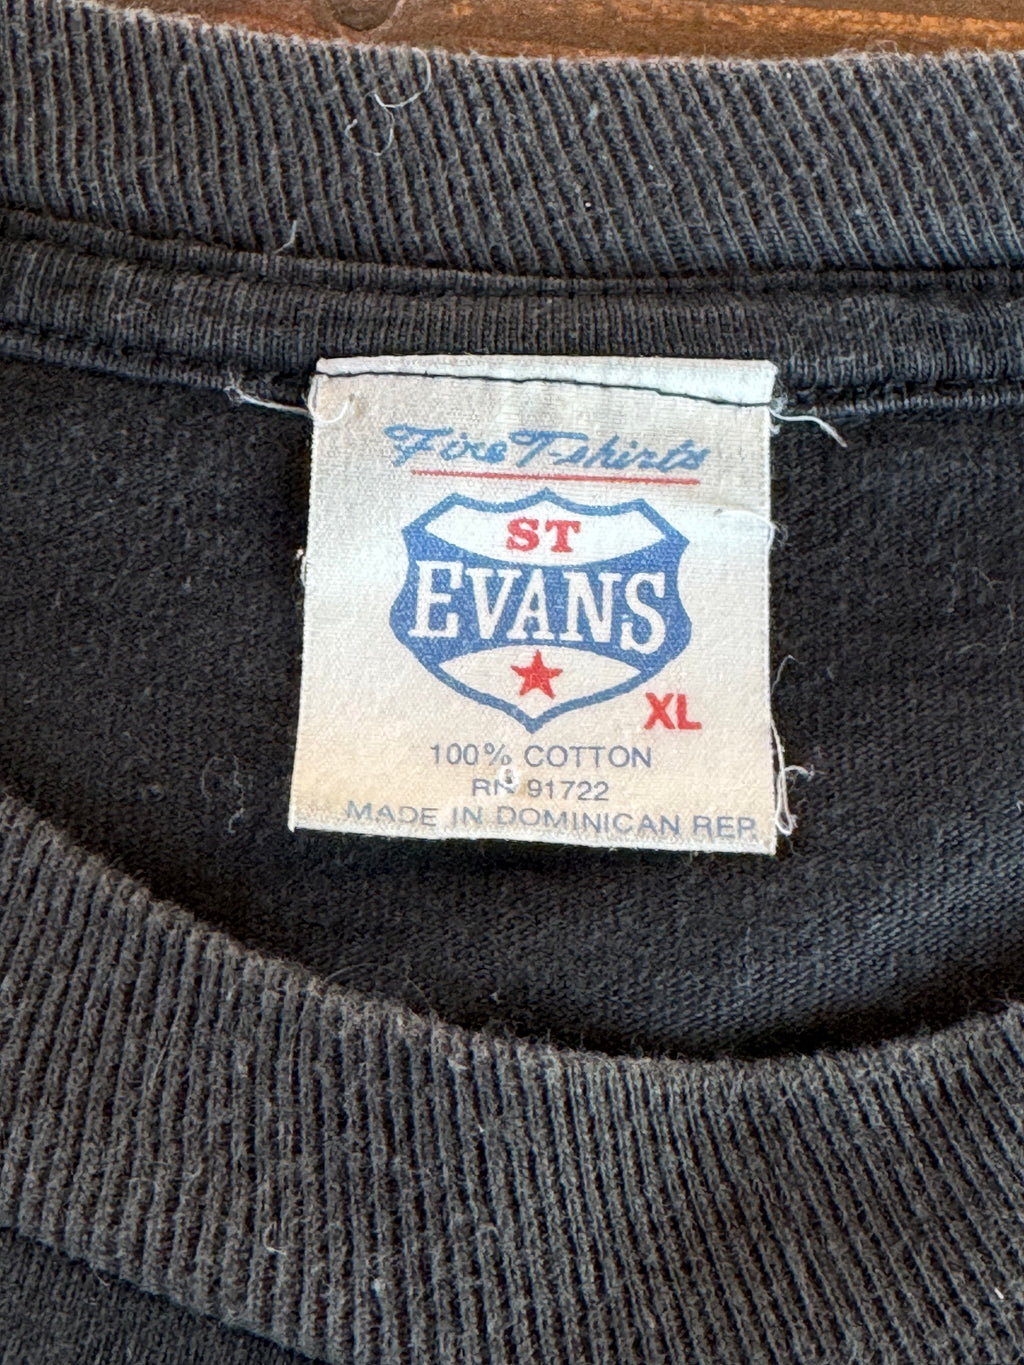 Fine T-shirts
ST
EVANS
XL
100% COTTON
RN 91722
MADE IN DOMINICAN REP.